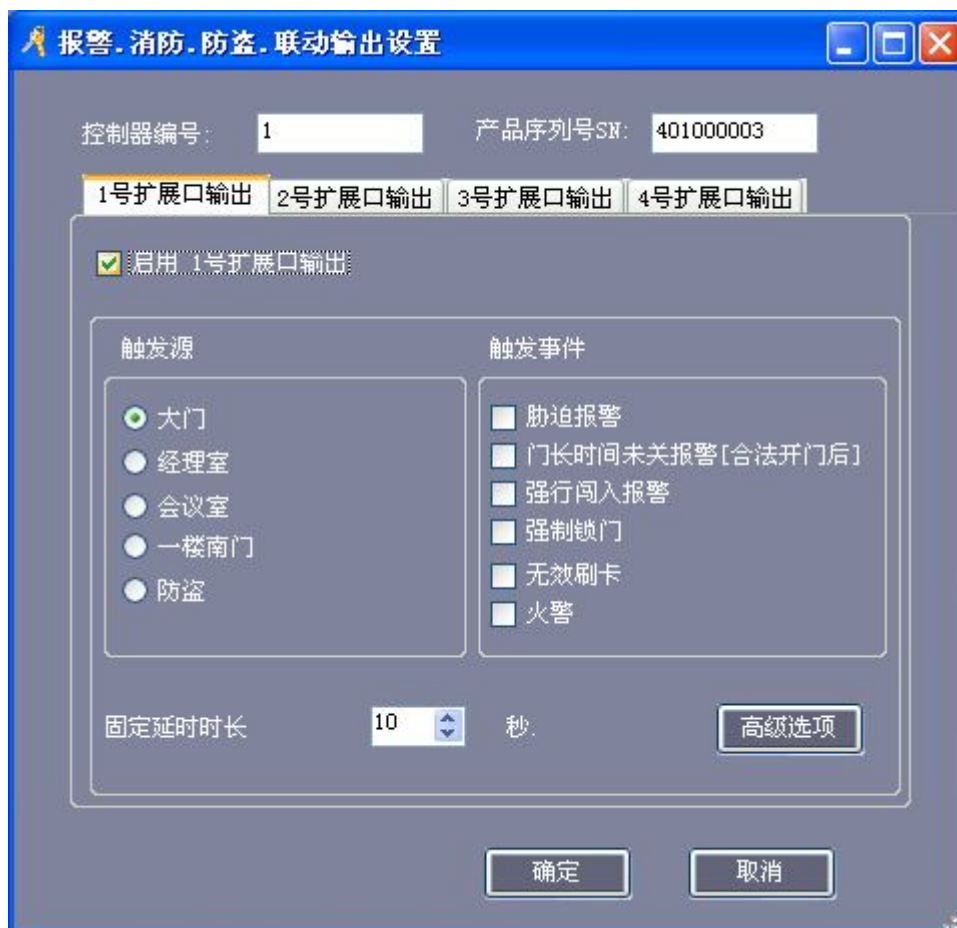 报警.消防.防盗.联动输出设置
控制器编号: 1 产品序列号SN: 401000003
1号扩展口输出 2号扩展口输出 3号扩展口输出 4号扩展口输出
启用 1号扩展口输出
触发源
大门
经理室
会议室
一楼南门
防盗
触发事件
胁迫报警
门长时间未关报警[合法开门后]
强行闯入报警
强制锁门
无效刷卡
火警
固定延时时长 10 秒.
高级选项
确定 取消